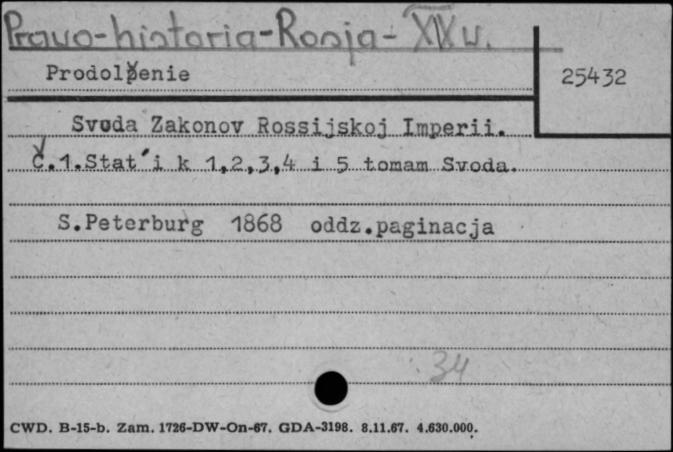 Prawo-historia-Rosja- XIX w.
Prodolženie
25432
Svoda Zakonov Rossijskoj Imperii.
Č.1.Stat'i k 1,2,3,4 i 5 tomam Svoda.
S.Peterburg 1868 oddz.paginacja
34
CWD. B-15-b. Zam. 1726-DW-On-67. GDA-3198. 8.11.67. 4.630.000.